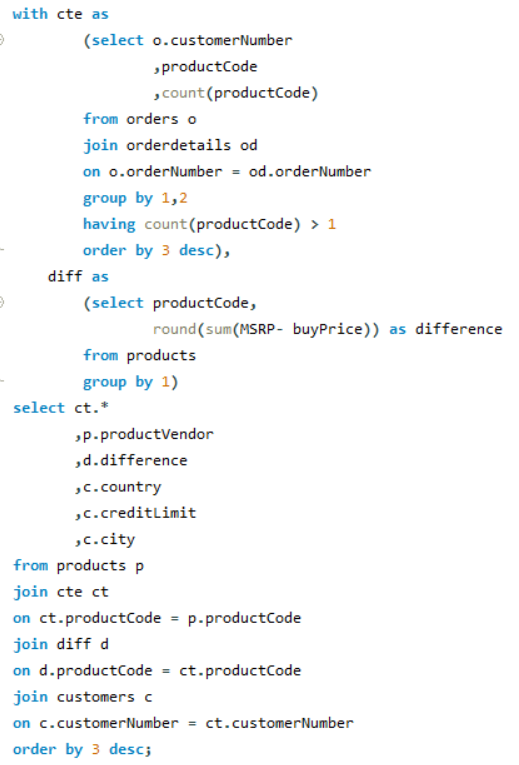 with cte as
(select o.customerNumber
,productCode
,count(productCode)
from orders o
join orderdetails od
on o.orderNumber = od.orderNumber
group by 1,2
having count(productCode) > 1
order by 3 desc),
diff as
(select productCode,
round(sum(MSRP- buyPrice)) as difference
from products
group by 1)
select ct.*
,p.productVendor
,d.difference
,c.country
,c.creditLimit
,c.city
from products p
join cte ct
on ct.productCode = p.productCode
join diff d
on d.productCode = ct.productCode
join customers c
on c.customerNumber = ct.customerNumber
order by 3 desc;